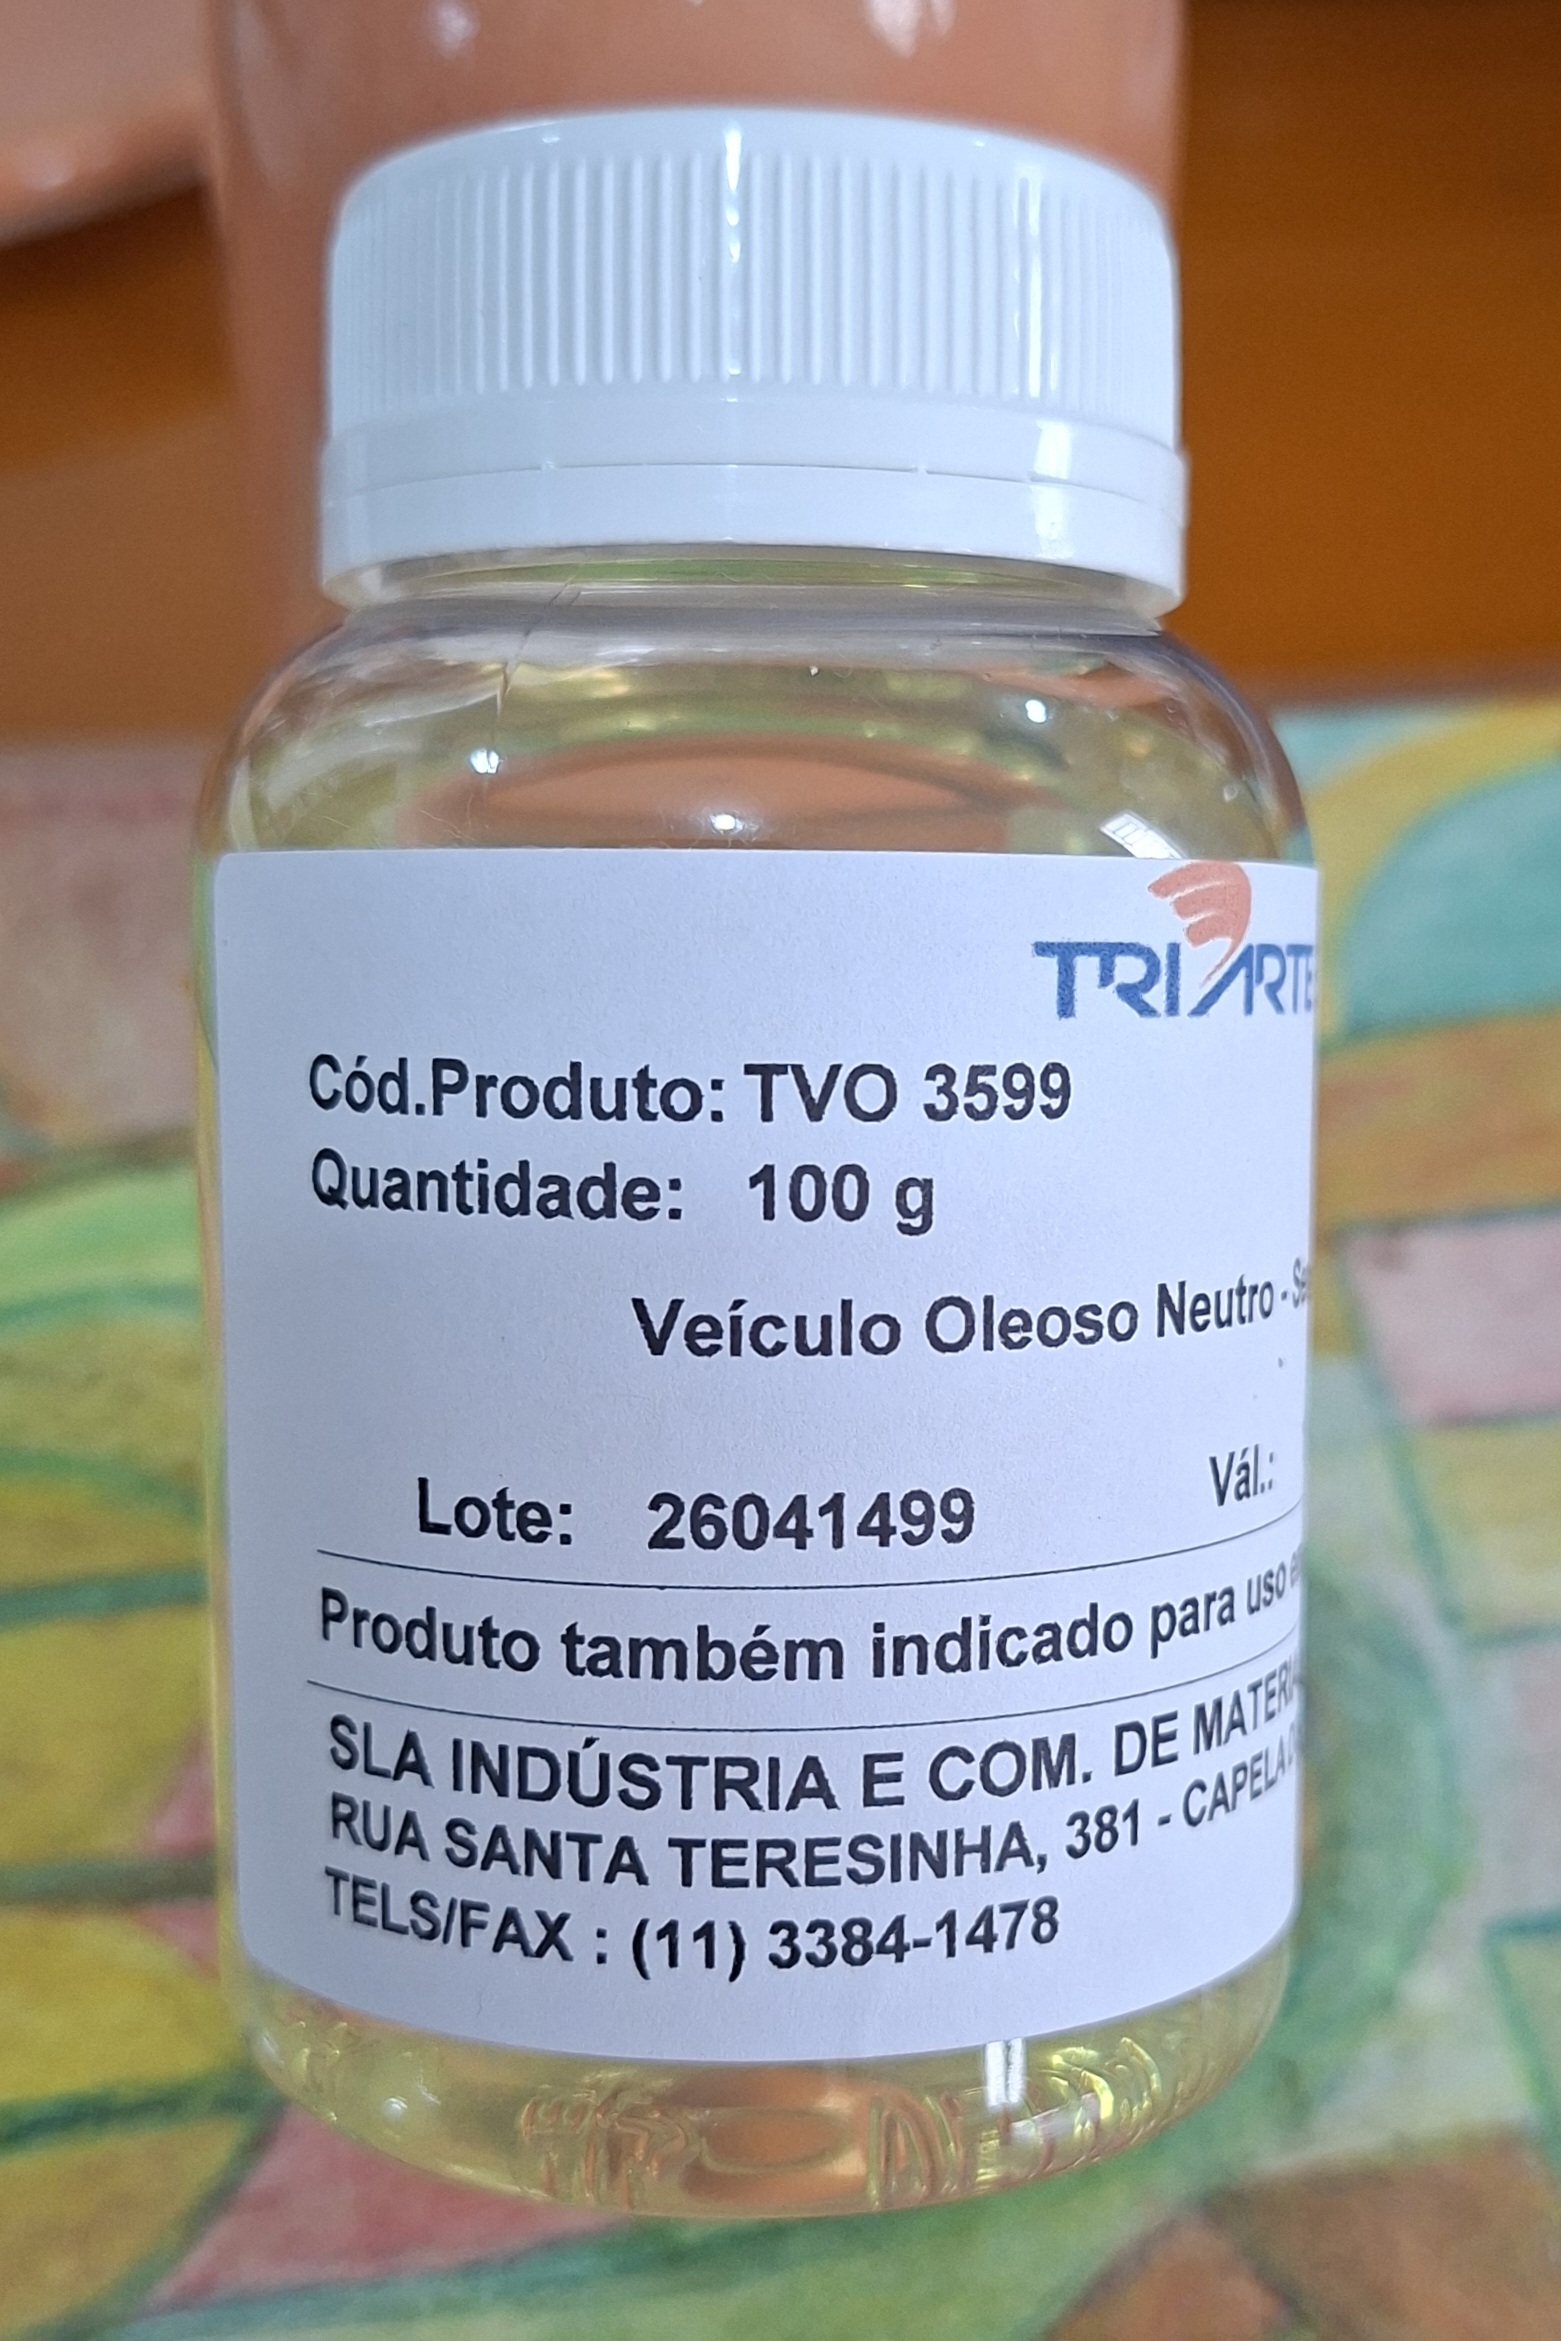 TRIARTE
Cód.Produto: TVO 3599
Quantidade: 100 g
Veículo Oleoso Neutro -
Lote: 26041499 Vál.:
Produto também indicado para uso
SLA INDÚSTRIA E COM. DE
RUA SANTA TERESINHA, 381 - CAPELA
TELS/FAX : (11) 3384-1478